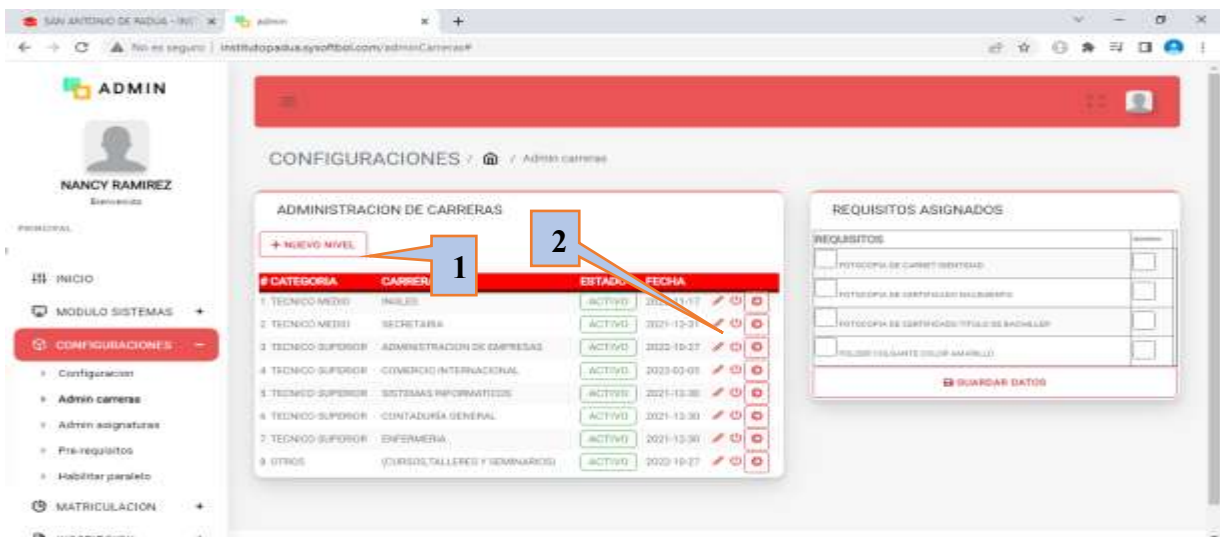 SAN ANTONIO DE PADUA - INST
admin
No es seguro | institutopadua.sysoftbol.com/adminCarreras#
ADMIN
NANCY RAMIREZ
Bienvenida
PRINCIPAL
INICIO
MODULO SISTEMAS +
CONFIGURACIONES −
Configuracion
Admin carreras
Admin asignaturas
Pre-requisitos
Habilitar paralelo
MATRICULACION +
CONFIGURACIONES / / Admin carreras
ADMINISTRACION DE CARRERAS
+ NUEVO NIVEL
1
2
# CATEGORIA CARRERA ESTADO FECHA
1 TECNICO MEDIO INGLES ACTIVO 2022-11-17
2 TECNICO MEDIO SECRETARIA ACTIVO 2021-12-31
3 TECNICO SUPERIOR ADMINISTRACION DE EMPRESAS ACTIVO 2022-10-27
4 TECNICO SUPERIOR COMERCIO INTERNACIONAL ACTIVO 2022-02-05
5 TECNICO SUPERIOR SISTEMAS INFORMATICOS ACTIVO 2021-12-30
6 TECNICO SUPERIOR CONTADURÍA GENERAL ACTIVO 2021-12-30
7 TECNICO SUPERIOR ENFERMERIA ACTIVO 2021-12-30
8 OTROS (CURSOS,TALLERES Y SEMINARIOS) ACTIVO 2022-10-27
REQUISITOS ASIGNADOS
REQUISITOS
FOTOCOPIA DE CARNET IDENTIDAD
FOTOCOPIA DE CERTIFICADO NACIMIENTO
FOTOCOPIA DE CERTIFICADO TITULO DE BACHILLER
FOLDER COLGANTE COLOR AMARILLO
GUARDAR DATOS